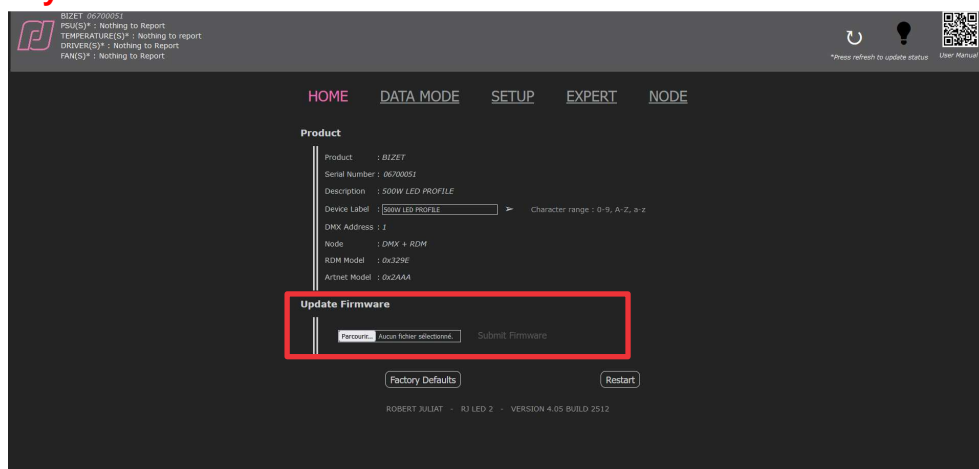 BIZET 06700051
PSU(S)* : Nothing to Report
TEMPERATURE(S)* : Nothing to report
DRIVER(S)* : Nothing to Report
FAN(S)* : Nothing to Report
*Press refresh to update status
User Manual
HOME DATA MODE SETUP EXPERT NODE
Product
Product : BIZET
Serial Number : 06700051
Description : 500W LED PROFILE
Device Label : 500W LED PROFILE ➢ Character range : 0-9, A-Z, a-z
DMX Address : 1
Node : DMX + RDM
RDM Model : 0x329E
Artnet Model : 0x2AAA
Update Firmware
Parcourir... Aucun fichier sélectionné. Submit Firmware
Factory Defaults Restart
ROBERT JULIAT - RJ LED 2 - VERSION 4.05 BUILD 2512